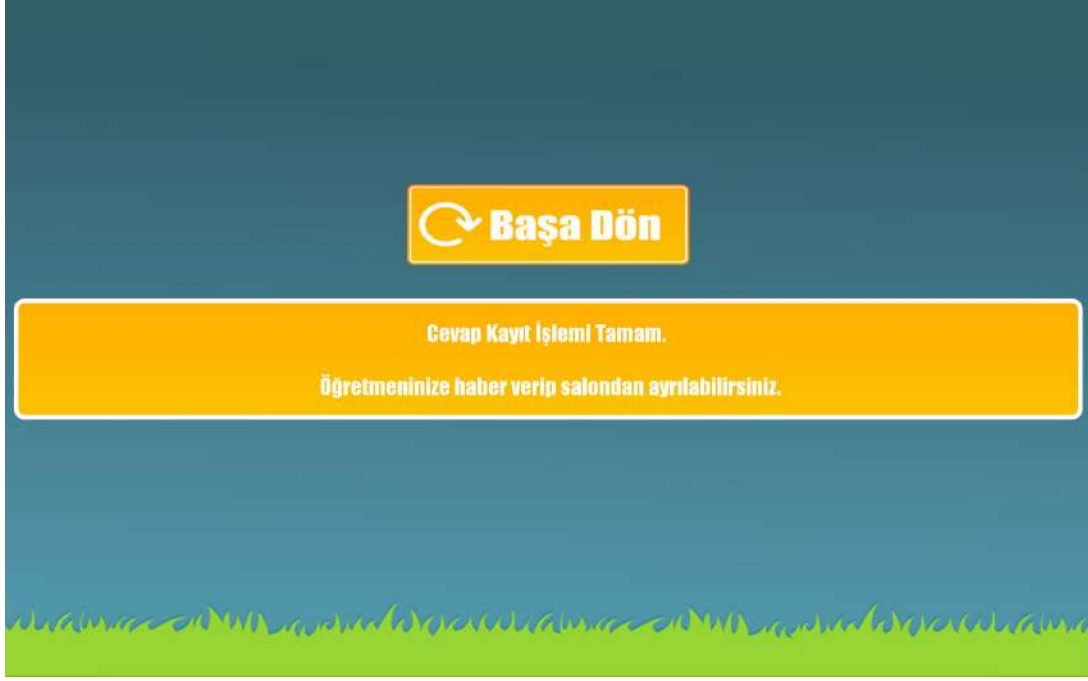 Başa Dön
Cevap Kayıt İşlemi Tamam.
Öğretmeninize haber verip salondan ayrılabilirsiniz.